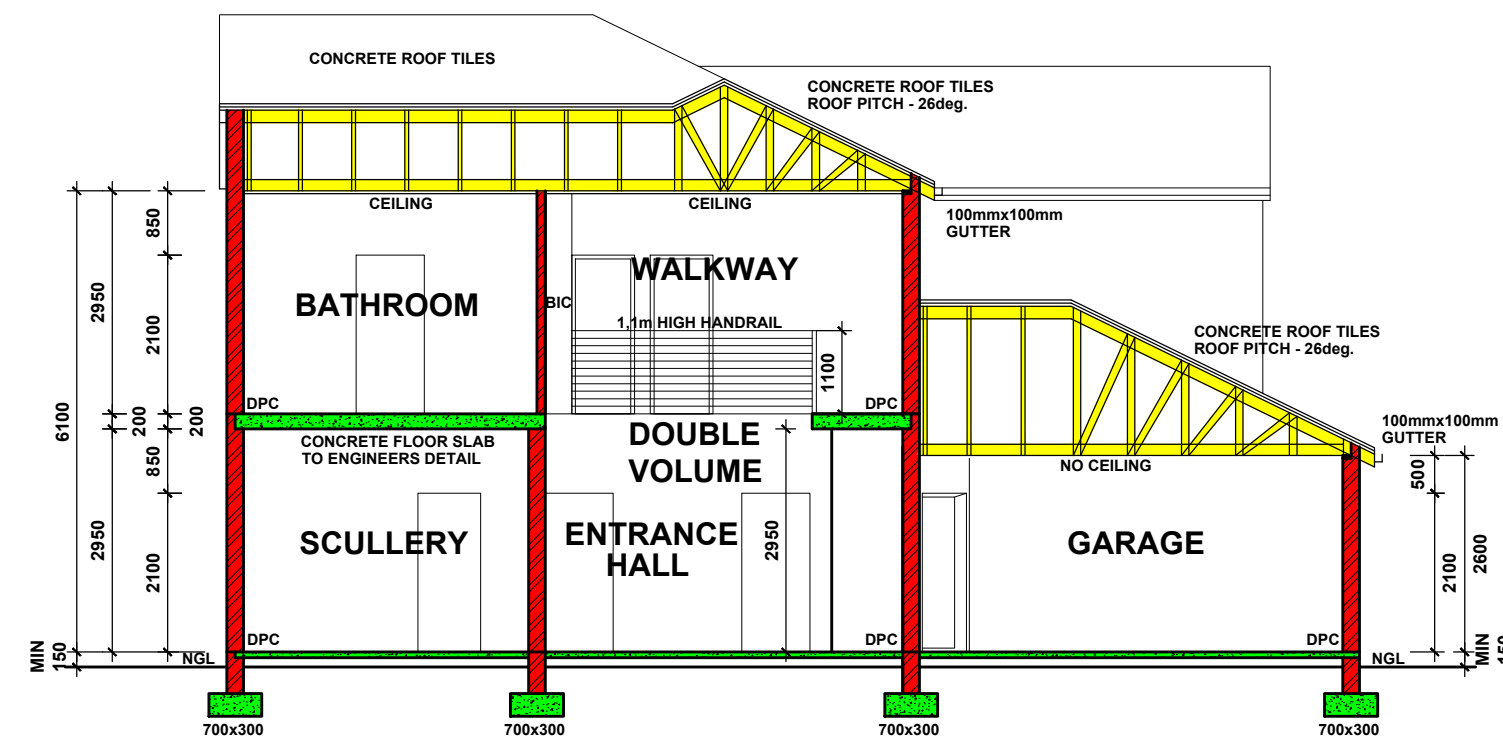 CONCRETE ROOF TILES
CONCRETE ROOF TILES
ROOF PITCH - 26deg.
CEILING
CEILING
100mmx100mm
GUTTER
850
2950
2100
BATHROOM
BIC
WALKWAY
1,1m HIGH HANDRAIL
1100
CONCRETE ROOF TILES
ROOF PITCH - 26deg.
6100
200
200
DPC
DPC
CONCRETE FLOOR SLAB
TO ENGINEERS DETAIL
DOUBLE
VOLUME
100mmx100mm
GUTTER
NO CEILING
850
500
2950
2100
SCULLERY
ENTRANCE
HALL
2950
GARAGE
2100
2600
MIN
150
NGL
DPC
DPC
DPC
NGL
MIN
150
700x300
700x300
700x300
700x300